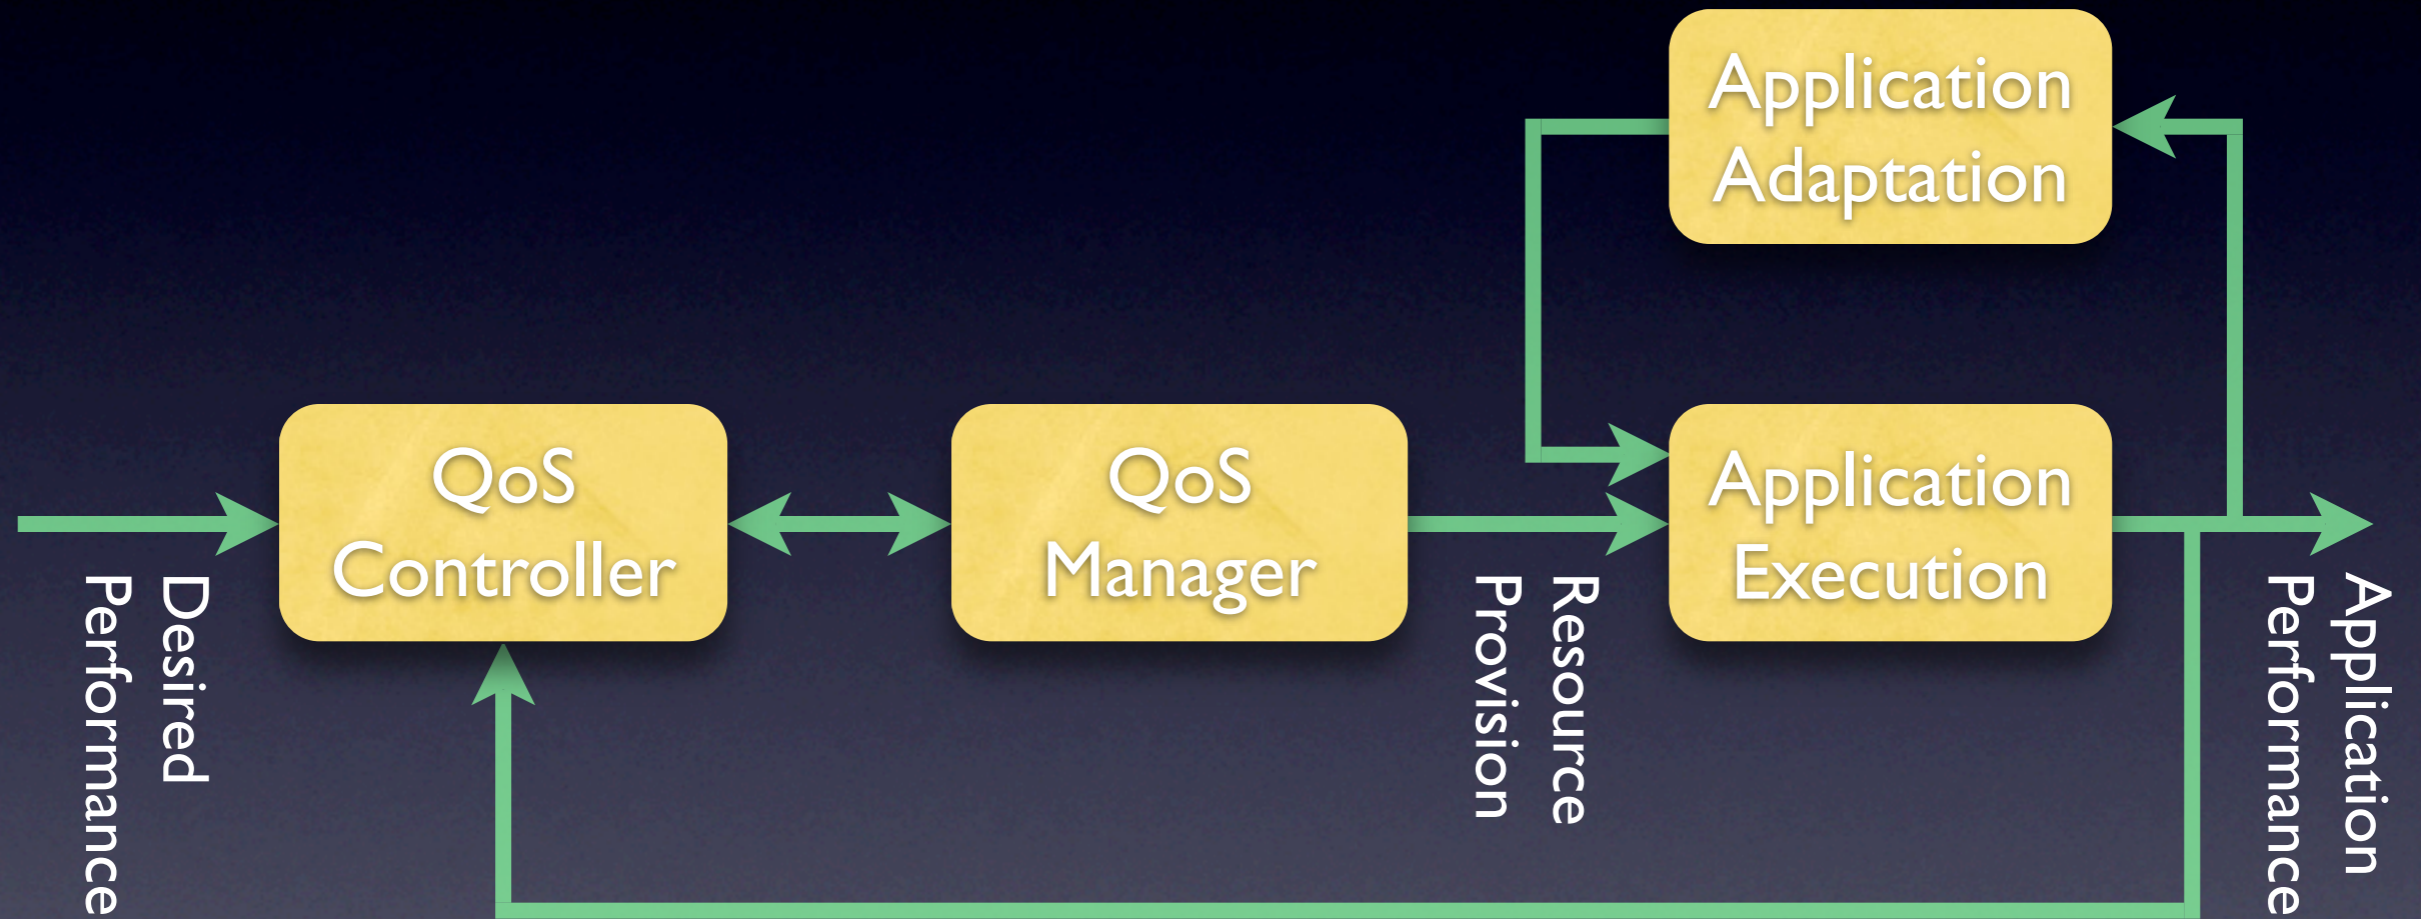 Application
Adaptation
QoS
Controller
QoS
Manager
Application
Execution
Desired
Performance
Resource
Provision
Application
Performance